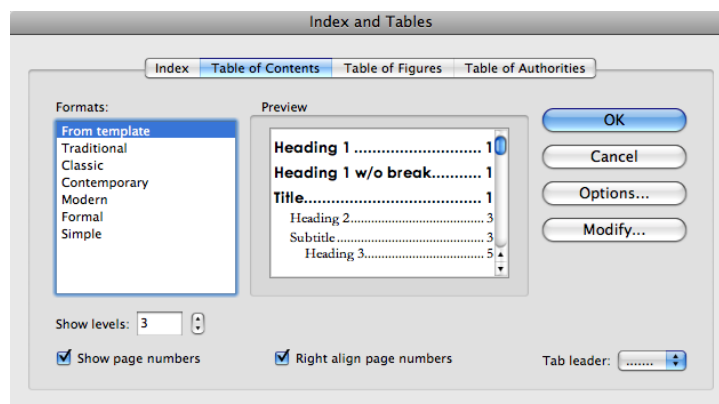 Index and Tables
Index Table of Contents Table of Figures Table of Authorities
Formats:
From template
Traditional
Classic
Contemporary
Modern
Formal
Simple
Preview
Heading 1 ............................. 1
Heading 1 w/o break........... 1
Title....................................... 1
Heading 2........................................ 3
Subtitle............................................ 3
Heading 3.................................... 5
OK
Cancel
Options...
Modify...
Show levels: 3
Show page numbers
Right align page numbers
Tab leader: .......